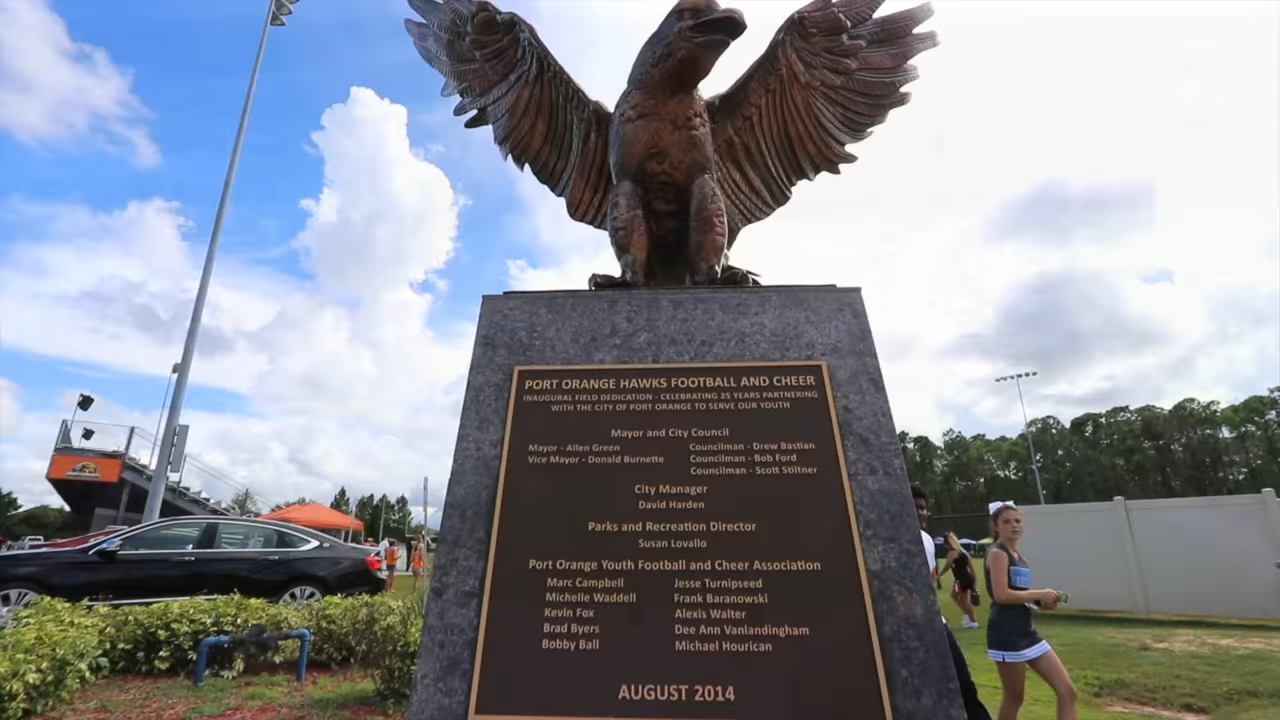 PORT ORANGE HAWKS FOOTBALL AND CHEER
INAUGURAL FIELD DEDICATION - CELEBRATING 25 YEARS PARTNERING
WITH THE CITY OF PORT ORANGE TO SERVE OUR YOUTH
Mayor and City Council
Mayor - Allen Green
Vice Mayor - Donald Burnette
Councilman - Drew Bastian
Councilman - Bob Ford
Councilman - Scott Stiltner
City Manager
David Harden
Parks and Recreation Director
Susan Lovallo
Port Orange Youth Football and Cheer Association
Marc Campbell
Michelle Waddell
Kevin Fox
Brad Byers
Bobby Ball
Jesse Turnipseed
Frank Baranowski
Alexis Walter
Dee Ann Vanlandingham
Michael Hourican
AUGUST 2014